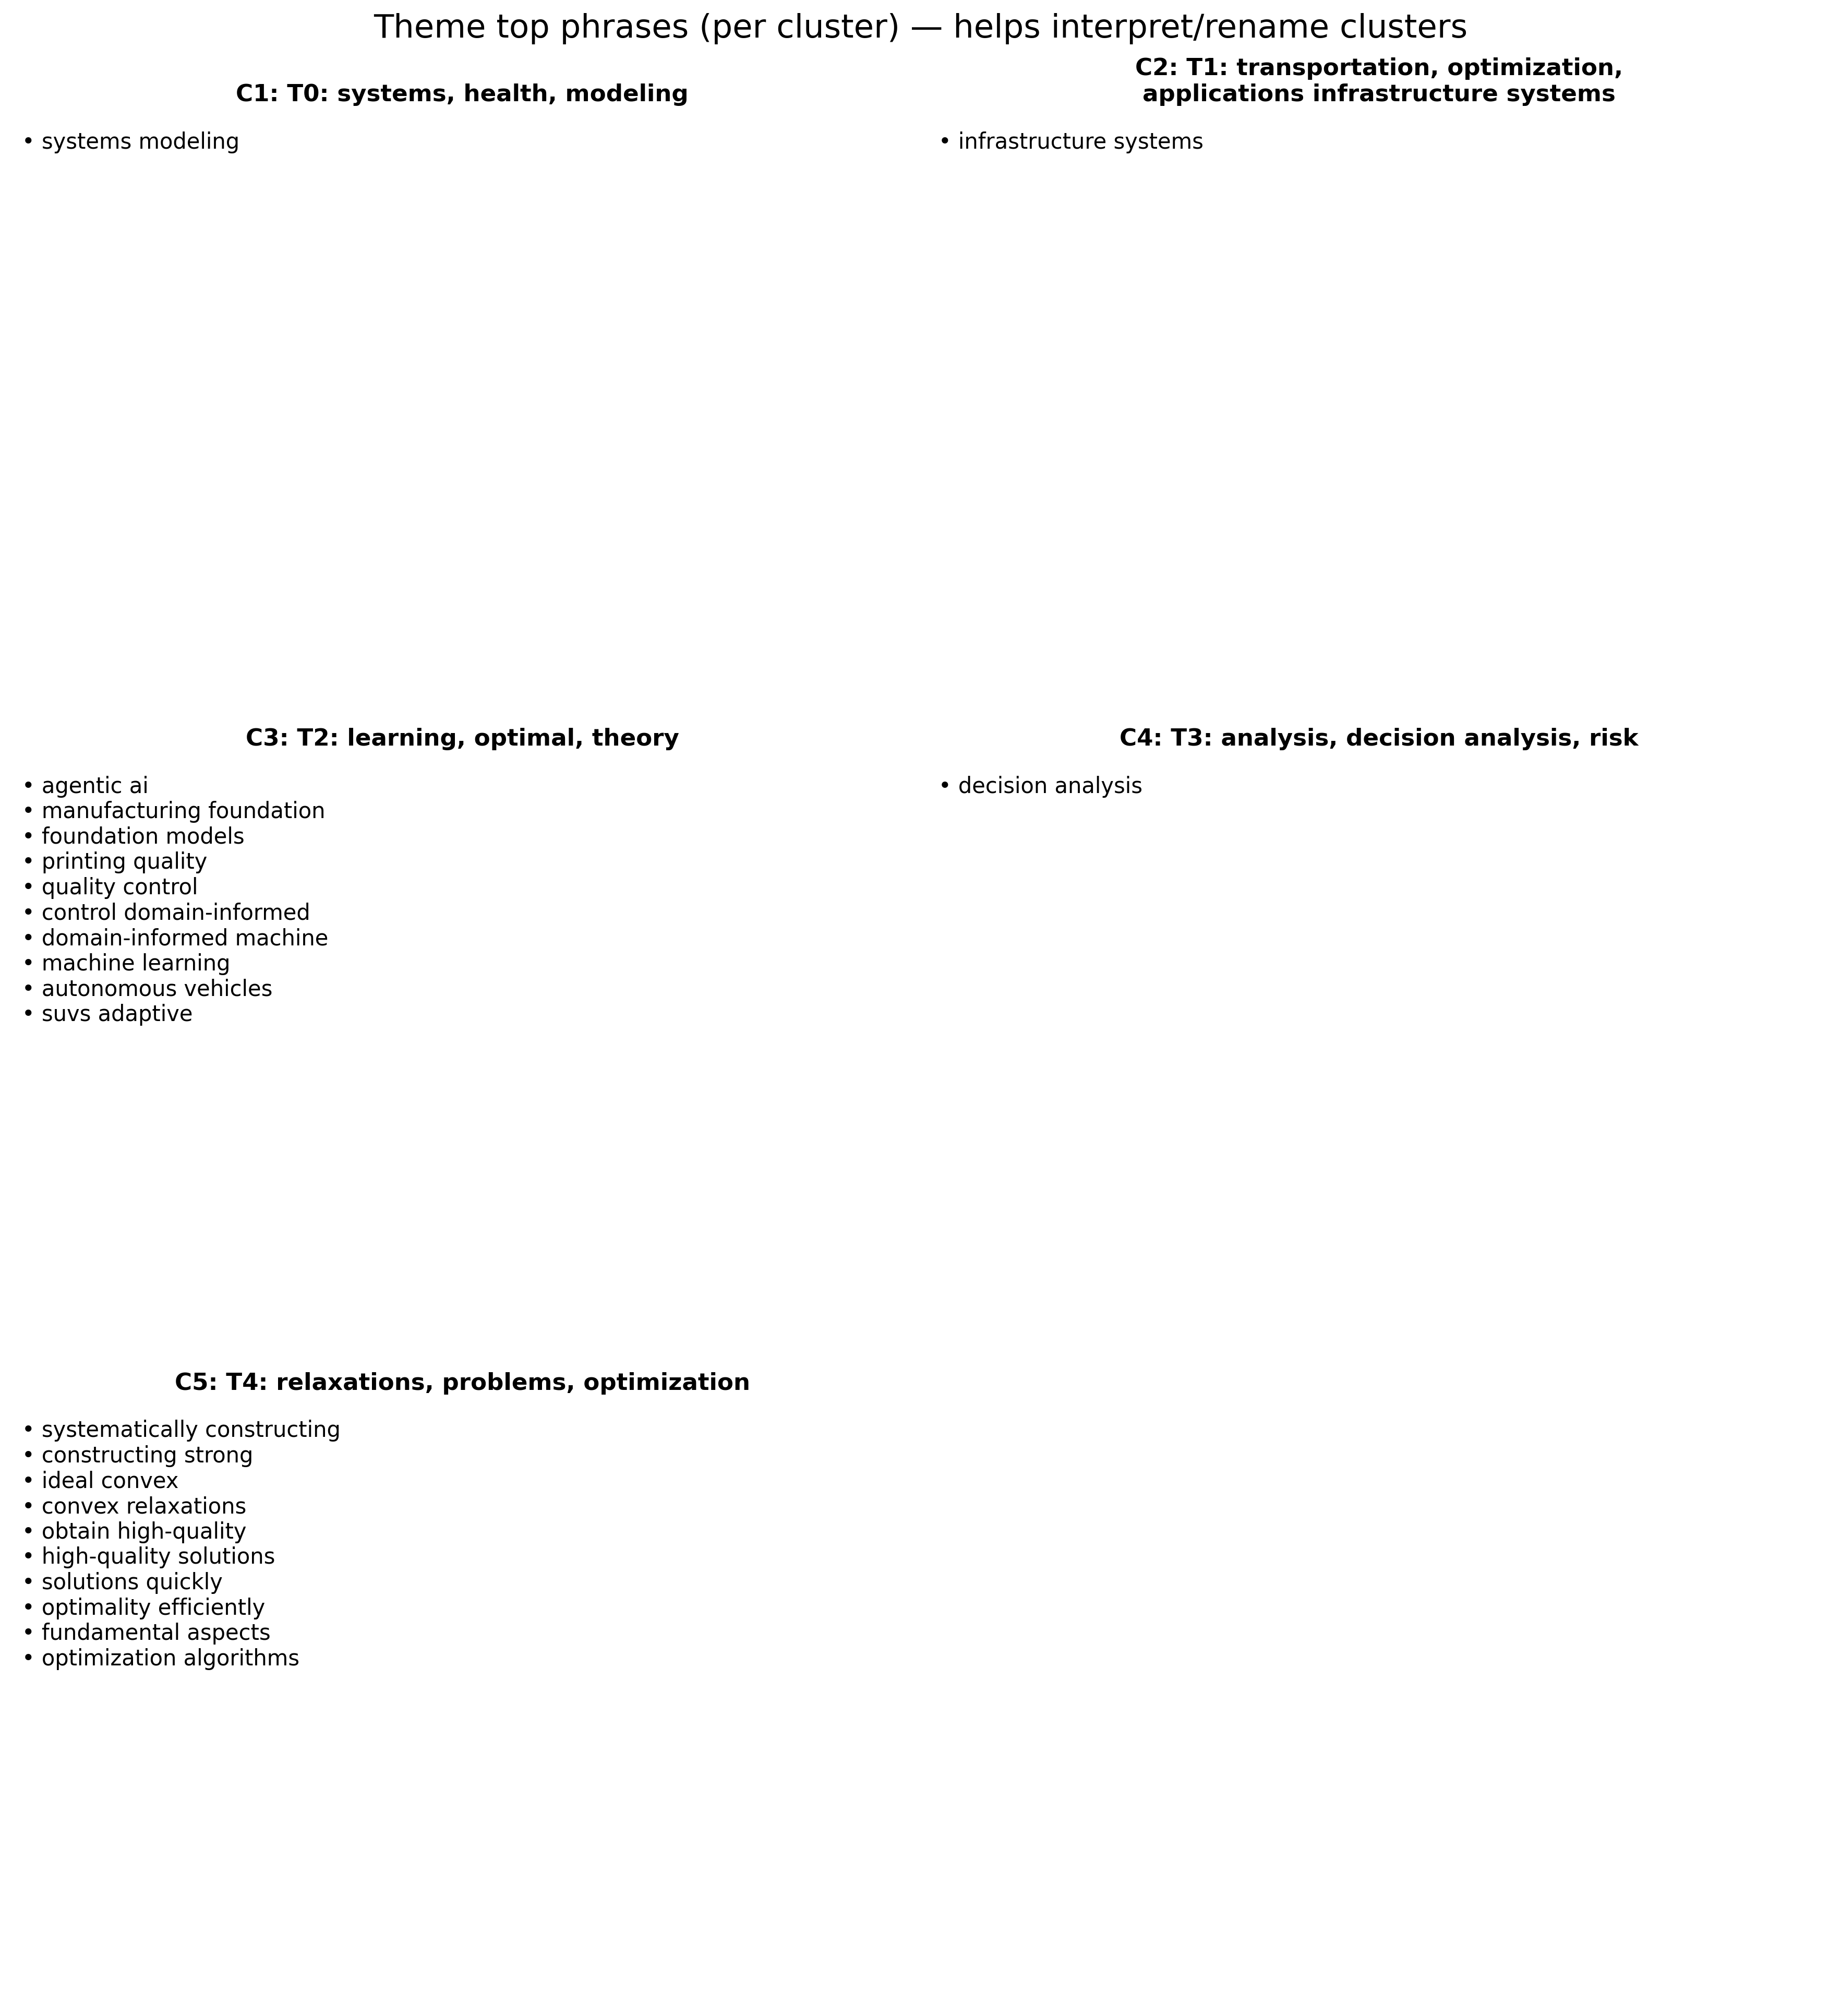 Theme top phrases (per cluster) — helps interpret/rename clusters
C1: T0: systems, health, modeling
• systems modeling
C2: T1: transportation, optimization,
applications infrastructure systems
• infrastructure systems
C3: T2: learning, optimal, theory
• agentic ai
• manufacturing foundation
• foundation models
• printing quality
• quality control
• control domain-informed
• domain-informed machine
• machine learning
• autonomous vehicles
• suvs adaptive
C4: T3: analysis, decision analysis, risk
• decision analysis
C5: T4: relaxations, problems, optimization
• systematically constructing
• constructing strong
• ideal convex
• convex relaxations
• obtain high-quality
• high-quality solutions
• solutions quickly
• optimality efficiently
• fundamental aspects
• optimization algorithms